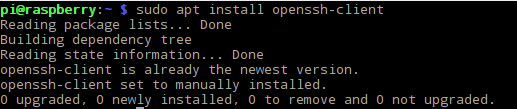 pi@raspberry:~ $ sudo apt install openssh-client
Reading package lists... Done
Building dependency tree
Reading state information... Done
openssh-client is already the newest version.
openssh-client set to manually installed.
0 upgraded, 0 newly installed, 0 to remove and 0 not upgraded.